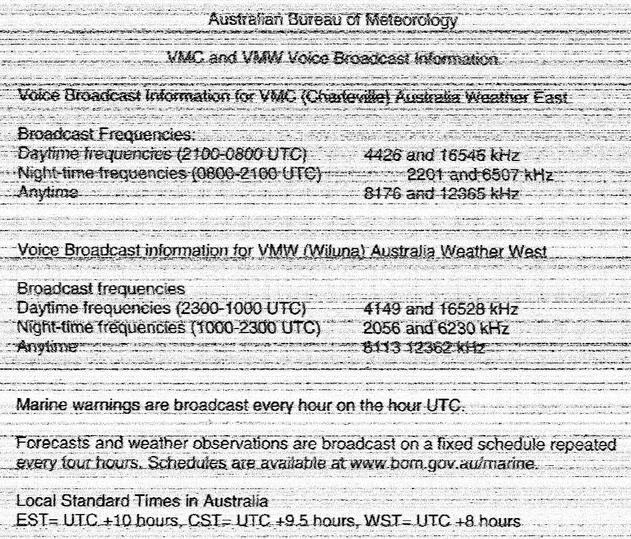 Australian Bureau of Meteorology
VMC and VMW Voice Broadcast Information
Voice Broadcast Information for VMC (Charleville) Australia Weather East
Broadcast Frequencies:
Daytime frequencies (2100-0800 UTC) 4426 and 16546 kHz
Night-time frequencies (0800-2100 UTC) 2201 and 6507 kHz
Anytime 8176 and 12365 kHz
Voice Broadcast information for VMW (Wiluna) Australia Weather West
Broadcast frequencies
Daytime frequencies (2300-1000 UTC) 4149 and 16528 kHz
Night-time frequencies (1000-2300 UTC) 2056 and 6230 kHz
Anytime 8113 12362 kHz
Marine warnings are broadcast every hour on the hour UTC.
Forecasts and weather observations are broadcast on a fixed schedule repeated
every four hours. Schedules are available at www.bom.gov.au/marine.
Local Standard Times in Australia
EST= UTC +10 hours, CST= UTC +9.5 hours, WST= UTC +8 hours